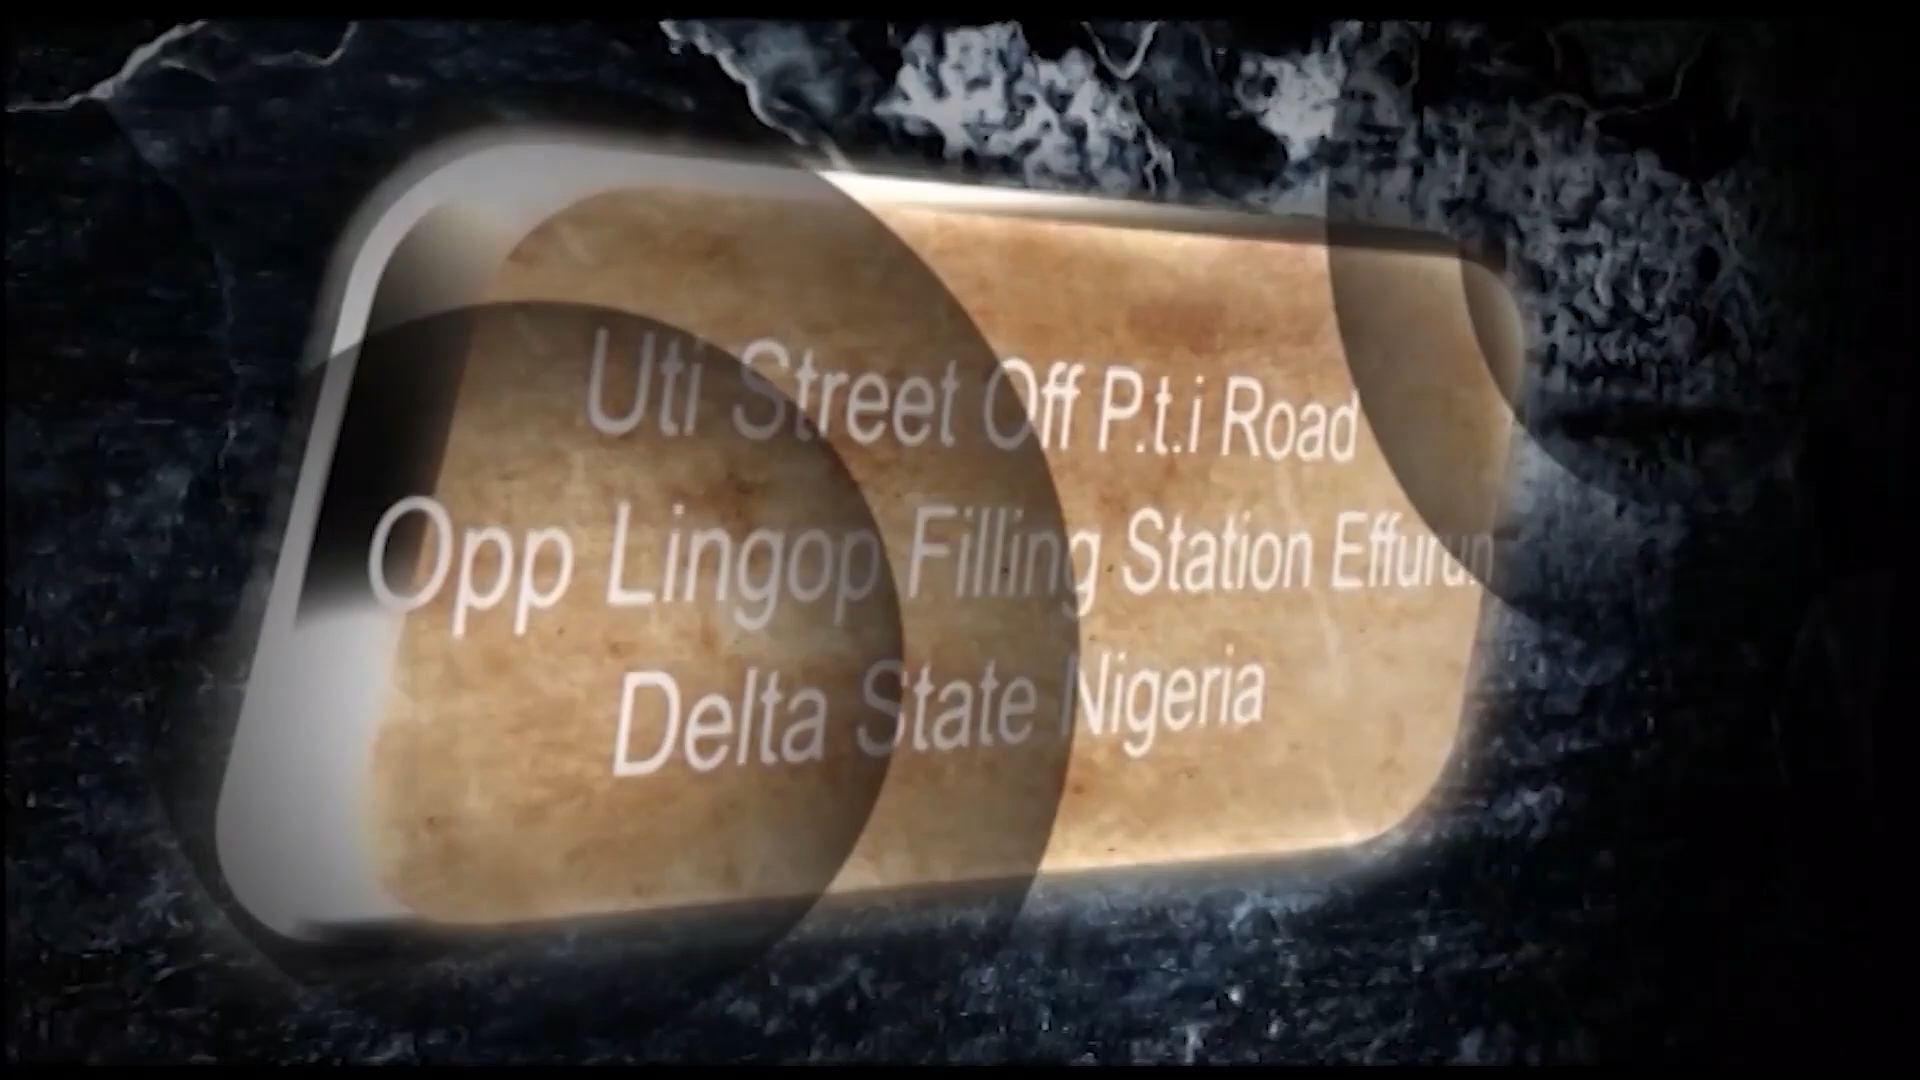 Uti Street Off P.t.i Road
Opp Lingop Filling Station Effurun
Delta State Nigeria